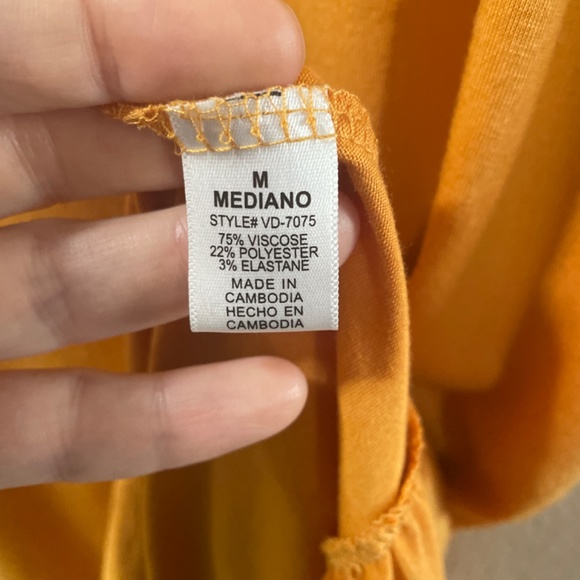 M
MEDIANO
STYLE# VD-7075
75% VISCOSE
22% POLYESTER
3% ELASTANE
MADE IN
CAMBODIA
HECHO EN
CAMBODIA